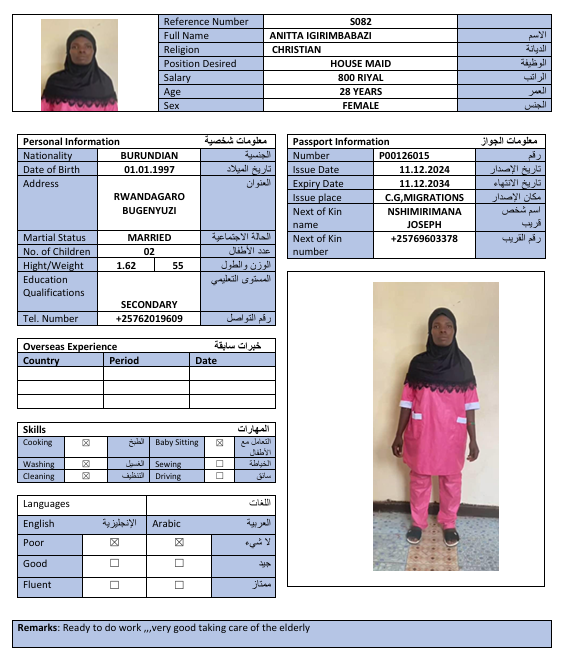 Reference Number S082
Full Name ANITTA IGIRIMBABAZI الاسم
Religion CHRISTIAN الديانة
Position Desired HOUSE MAID الوظيفة
Salary 800 RIYAL الراتب
Age 28 YEARS العمر
Sex FEMALE الجنس
Personal Information معلومات شخصية
Nationality BURUNDIAN الجنسية
Date of Birth 01.01.1997 تاريخ الميلاد
Address العنوان
RWANDAGARO
BUGENYUZI
Martial Status MARRIED الحالة الاجتماعية
No. of Children 02 عدد الأطفال
Hight/Weight 1.62 55 الوزن والطول
Education المستوى التعليمي
Qualifications
SECONDARY
Tel. Number +25762019609 رقم التواصل
Passport Information معلومات الجواز
Number P00126015 رقم
Issue Date 11.12.2024 تاريخ الإصدار
Expiry Date 11.12.2034 تاريخ الانتهاء
Issue place C.G,MIGRATIONS مكان الإصدار
Next of Kin NSHIMIRIMANA اسم شخص
name JOSEPH قريب
Next of Kin +25769603378 رقم القريب
number
Overseas Experience خبرات سابقة
Country Period Date
Skills المهارات
Cooking ☒ الطبخ Baby Sitting ☒ التعامل مع
الأطفال
Washing ☒ الغسيل Sewing ☐ الخياطة
Cleaning ☒ التنظيف Driving ☐ سائق
Languages اللغات
English الإنجليزية Arabic العربية
Poor ☒ ☒ لا شيء
Good ☐ ☐ جيد
Fluent ☐ ☐ ممتاز
Remarks: Ready to do work ,,,very good taking care of the elderly